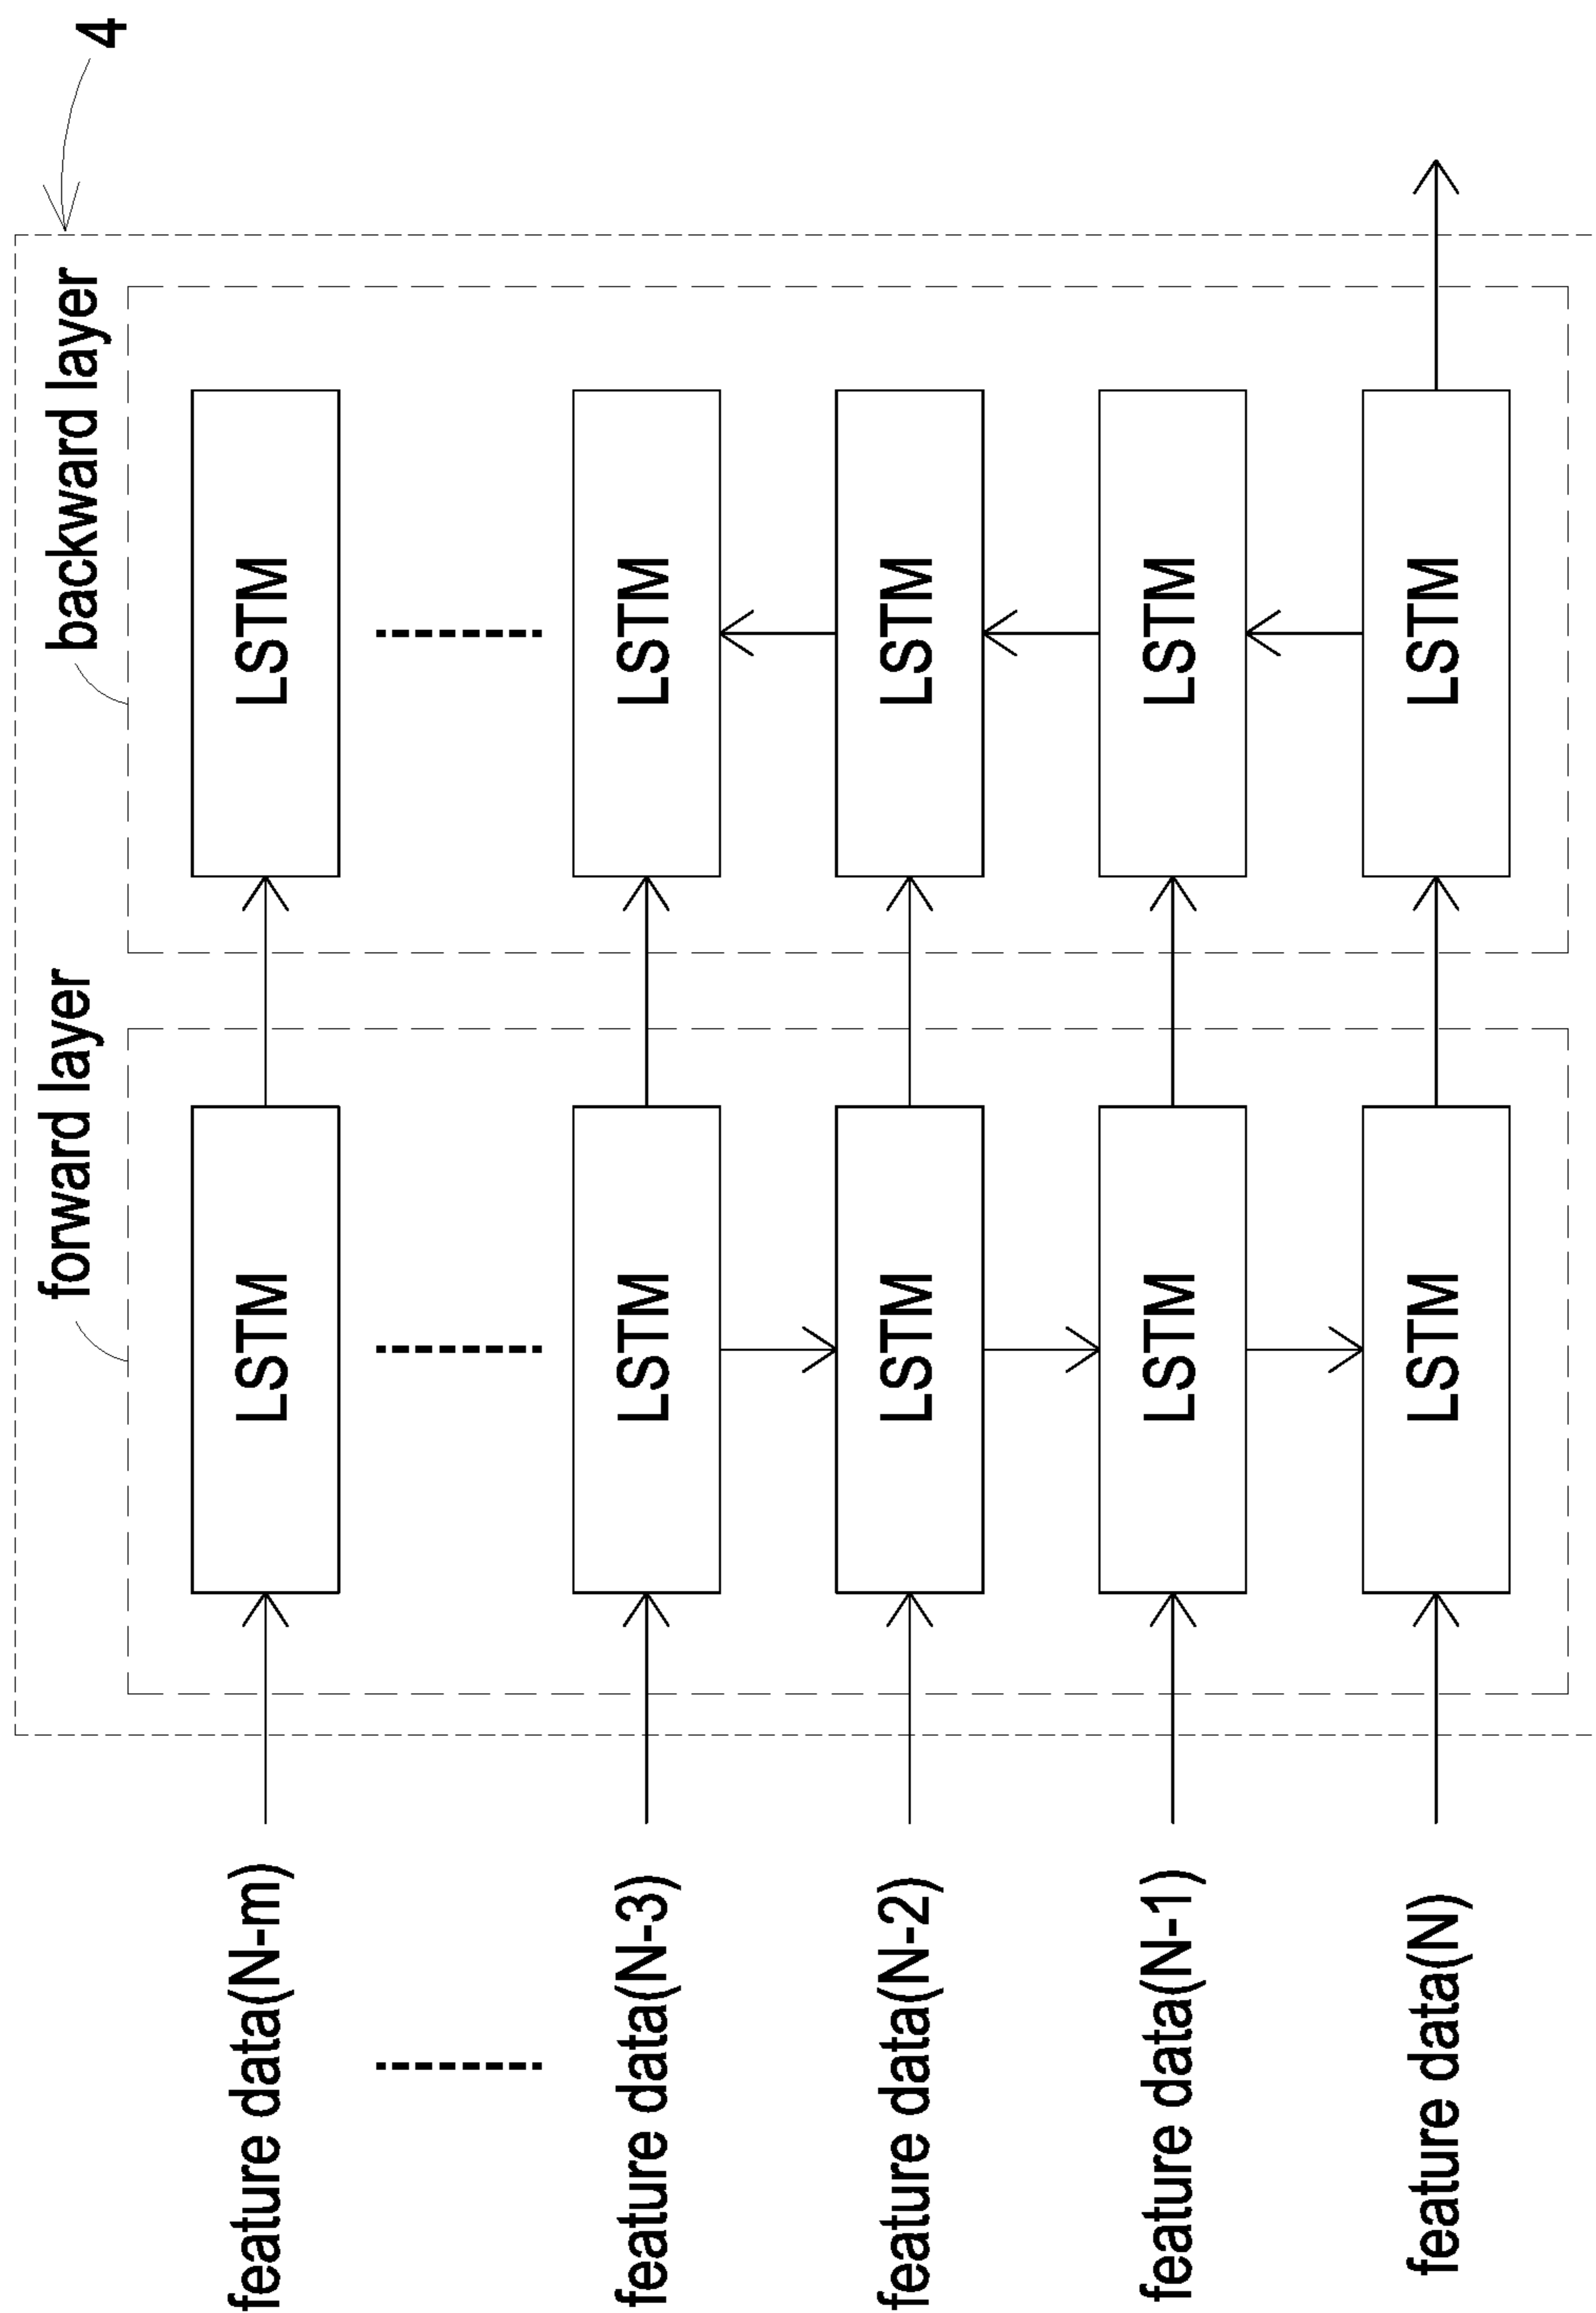 4
backward layer
LSTM
LSTM
LSTM
LSTM
LSTM
forward layer
LSTM
LSTM
LSTM
LSTM
LSTM
feature data(N-m)
feature data(N-3)
feature data(N-2)
feature data(N-1)
feature data(N)